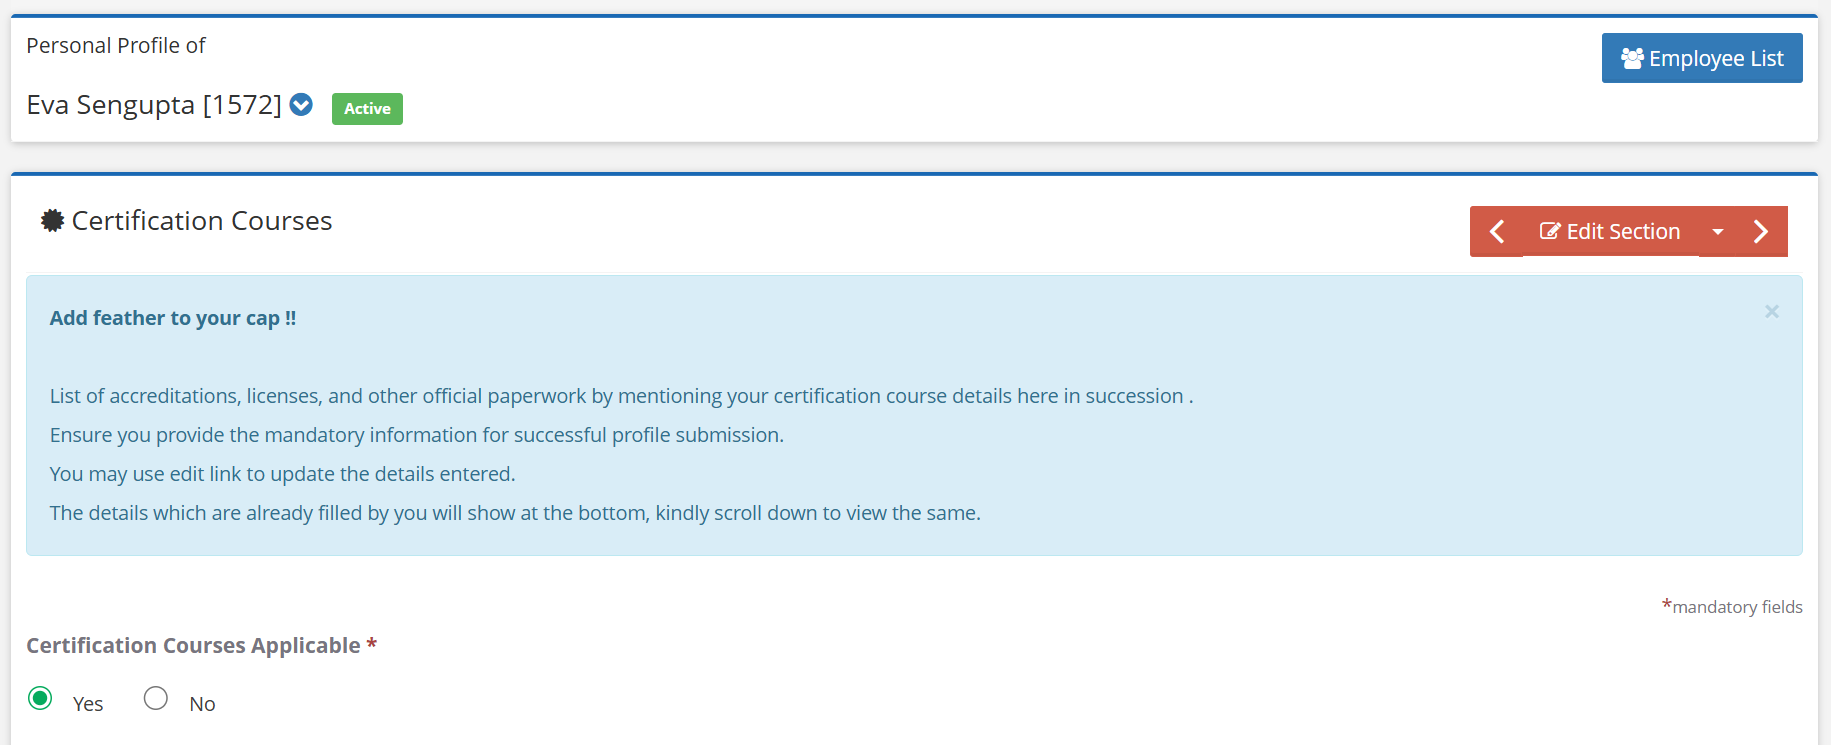 Personal Profile of
Employee List
Eva Sengupta [1572]
Active
Certification Courses
Edit Section
Add feather to your cap !!
×
List of accreditations, licenses, and other official paperwork by mentioning your certification course details here in succession .
Ensure you provide the mandatory information for successful profile submission.
You may use edit link to update the details entered.
The details which are already filled by you will show at the bottom, kindly scroll down to view the same.
*mandatory fields
Certification Courses Applicable *
Yes No